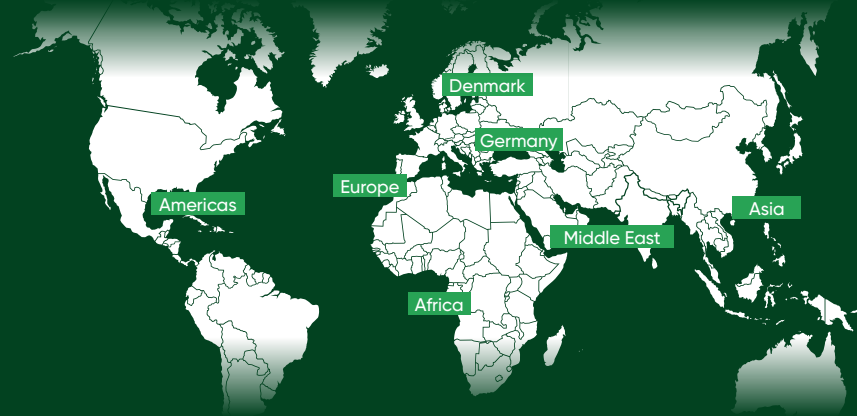 Denmark
Germany
Europe
Americas
Asia
Middle East
Africa